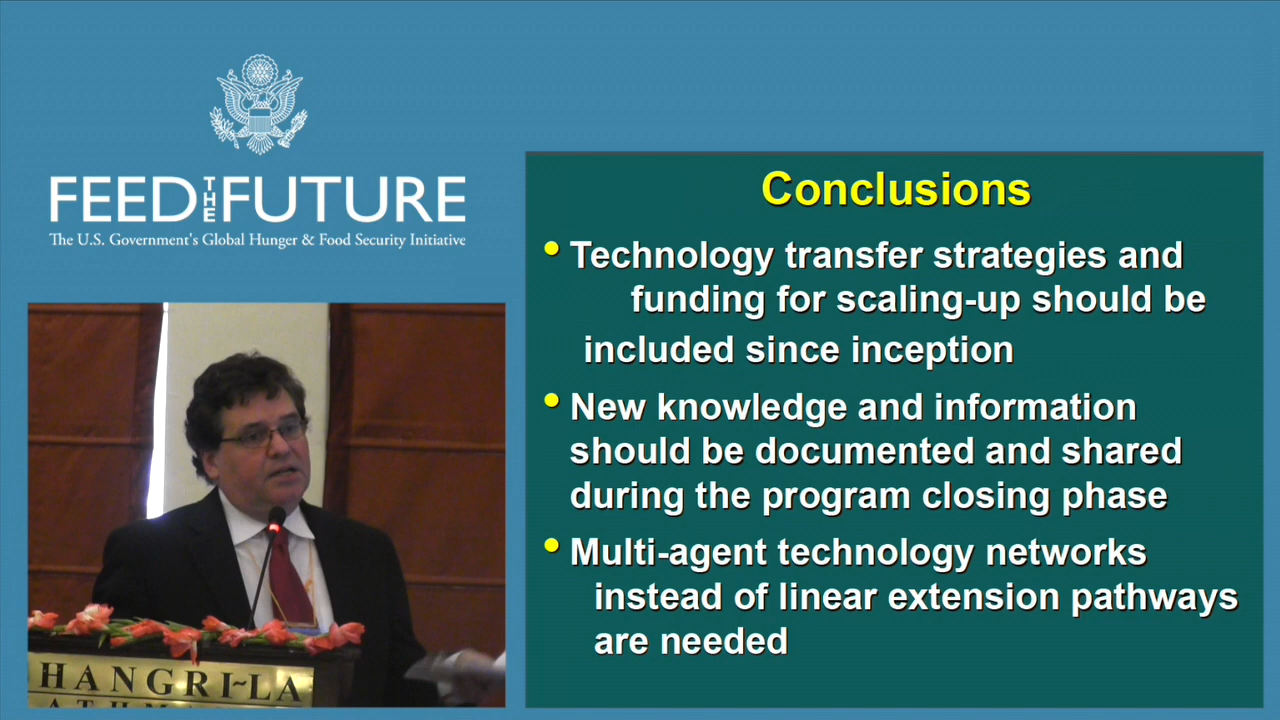 FEED THE FUTURE
The U.S. Government's Global Hunger & Food Security Initiative
HANGRI~LA
Conclusions
• Technology transfer strategies and
funding for scaling-up should be
included since inception
• New knowledge and information
should be documented and shared
during the program closing phase
• Multi-agent technology networks
instead of linear extension pathways
are needed